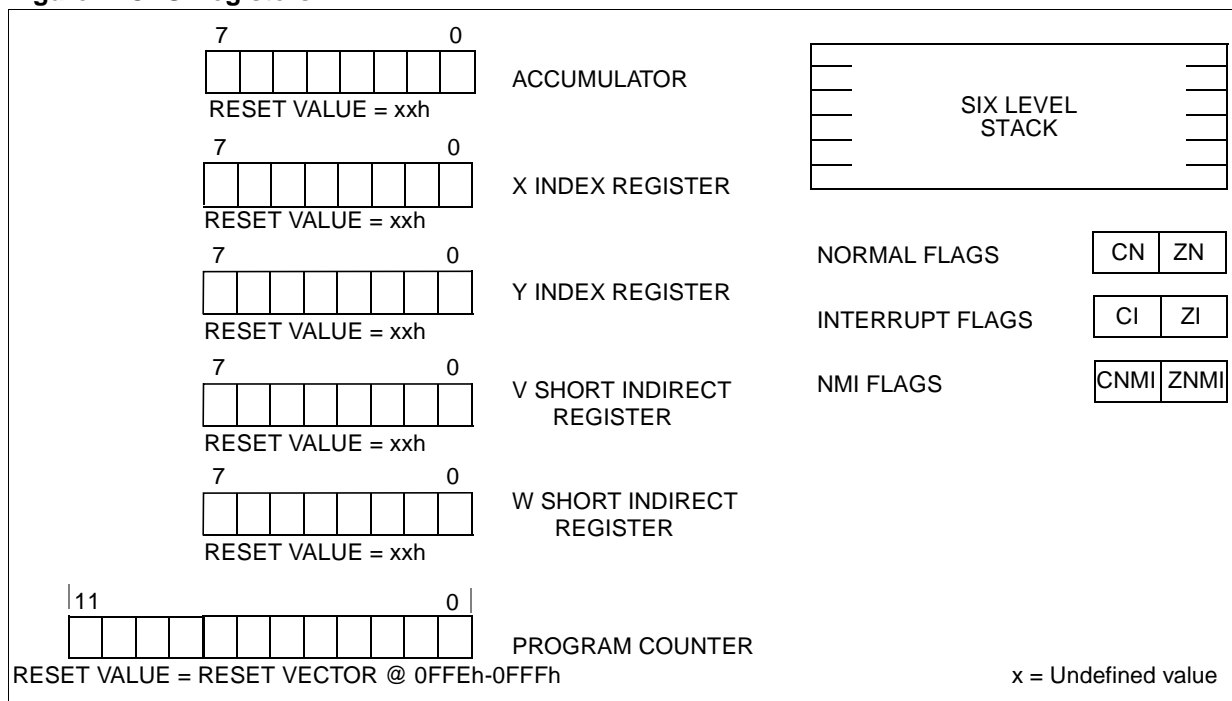 7 0
ACCUMULATOR
RESET VALUE = xxh
7 0
X INDEX REGISTER
RESET VALUE = xxh
7 0
Y INDEX REGISTER
RESET VALUE = xxh
7 0
V SHORT INDIRECT
REGISTER
RESET VALUE = xxh
7 0
W SHORT INDIRECT
REGISTER
RESET VALUE = xxh
11 0
PROGRAM COUNTER
RESET VALUE = RESET VECTOR @ 0FFEh-0FFFh
SIX LEVEL
STACK
NORMAL FLAGS CN ZN
INTERRUPT FLAGS CI ZI
NMI FLAGS CNMI ZNMI
x = Undefined value